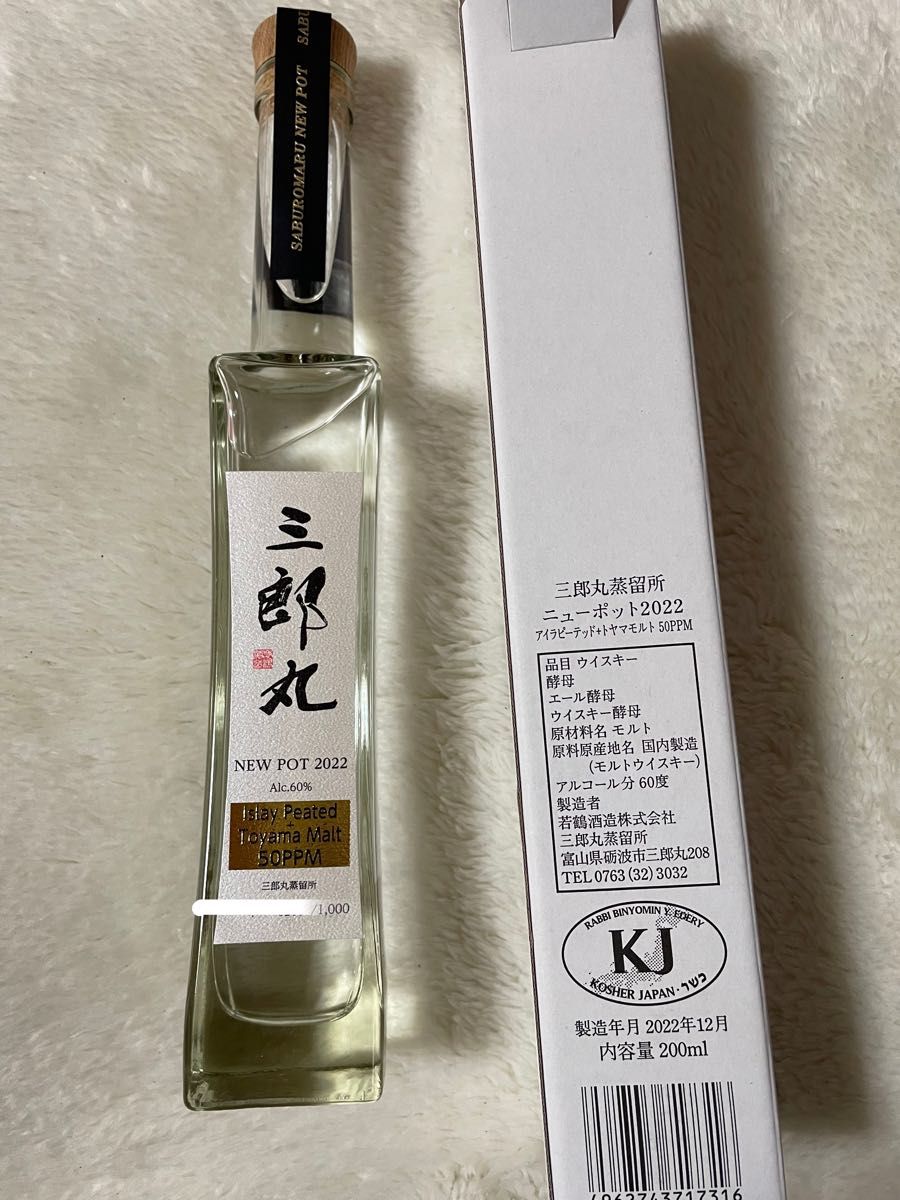 SABU
SABUROMARU NEW POT
三郎丸
NEW POT 2022
Alc.60%
Islay Peated
+
Toyama Malt
50PPM
三郎丸蒸留所
/1,000
三郎丸蒸留所
ニューポット2022
アイラピーテッド+トヤマモルト 50PPM
品目 ウイスキー
酵母
エール酵母
ウイスキー酵母
原材料名 モルト
原料原産地名 国内製造
(モルトウイスキー)
アルコール分 60度
製造者
若鶴酒造株式会社
三郎丸蒸留所
富山県砺波市三郎丸208
TEL 0763 (32) 3032
RABBI BINYOMIN Y. EDERY
KJ
KOSHER JAPAN · כשר
製造年月 2022年12月
内容量 200ml
4962743717316